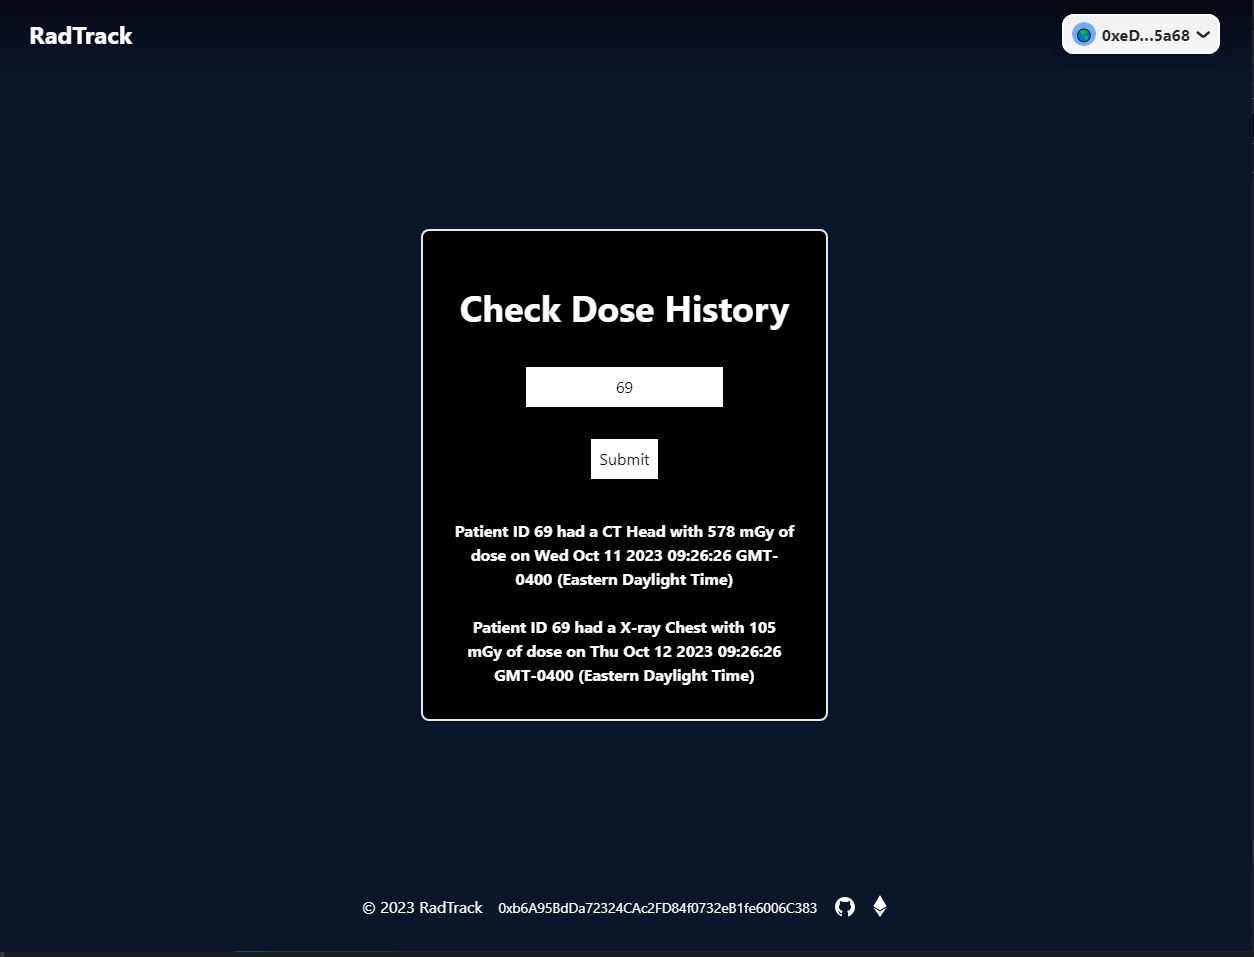 RadTrack
0xeD...5a68
Check Dose History
69
Submit
Patient ID 69 had a CT Head with 578 mGy of
dose on Wed Oct 11 2023 09:26:26 GMT-
0400 (Eastern Daylight Time)
Patient ID 69 had a X-ray Chest with 105
mGy of dose on Thu Oct 12 2023 09:26:26
GMT-0400 (Eastern Daylight Time)
© 2023 RadTrack 0xb6A95BdDa72324CAc2FD84f0732eB1fe6006C383